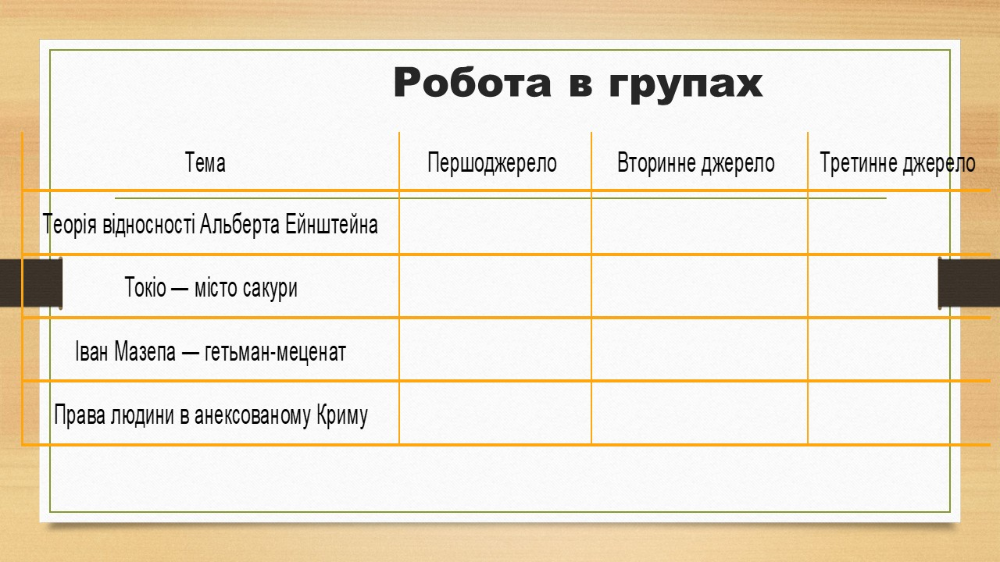 Робота в групах
Тема Першоджерело Вторинне джерело Третинне джерело
Теорія відносності Альберта Ейнштейна
Токіо — місто сакури
Іван Мазепа — гетьман-меценат
Права людини в анексованому Криму